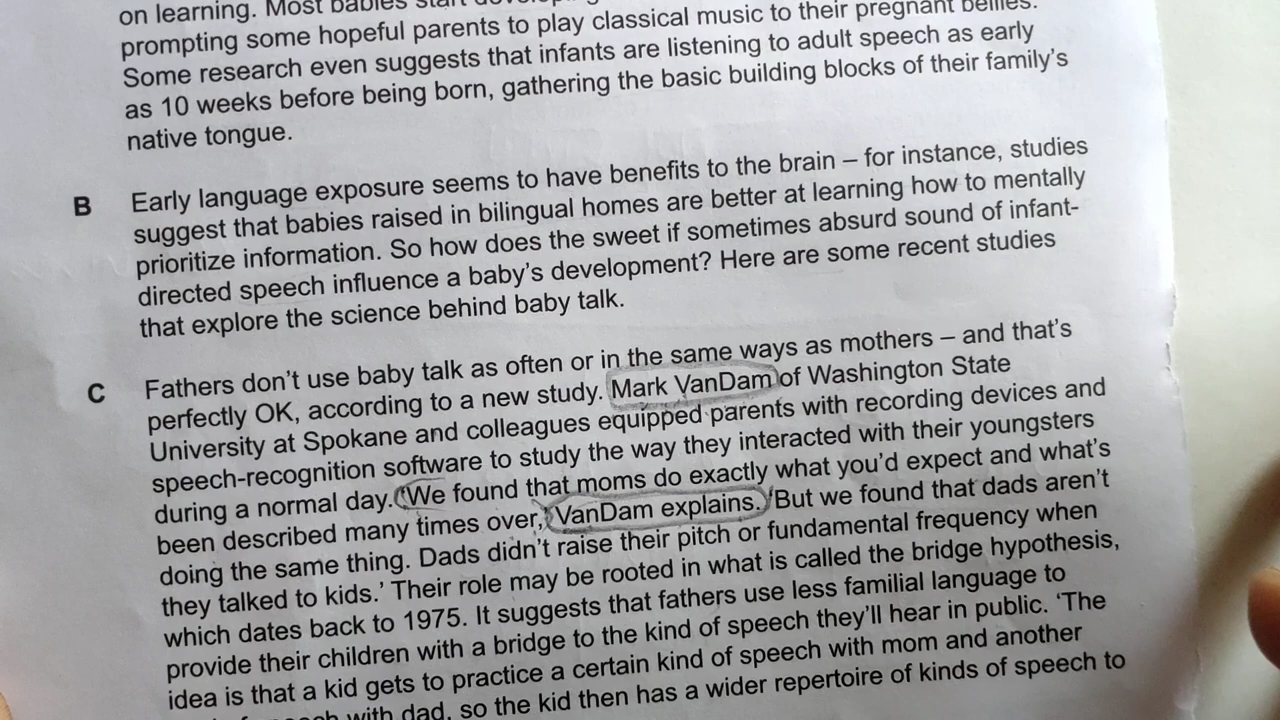 on learning. Most babies start
prompting some hopeful parents to play classical music to their pregnant bellies.
Some research even suggests that infants are listening to adult speech as early
as 10 weeks before being born, gathering the basic building blocks of their family's
native tongue.
B Early language exposure seems to have benefits to the brain – for instance, studies
suggest that babies raised in bilingual homes are better at learning how to mentally
prioritize information. So how does the sweet if sometimes absurd sound of infant-
directed speech influence a baby's development? Here are some recent studies
that explore the science behind baby talk.
C Fathers don't use baby talk as often or in the same ways as mothers – and that's
perfectly OK, according to a new study. Mark VanDam of Washington State
University at Spokane and colleagues equipped parents with recording devices and
speech-recognition software to study the way they interacted with their youngsters
during a normal day. 'We found that moms do exactly what you'd expect and what's
been described many times over,' VanDam explains. 'But we found that dads aren't
doing the same thing. Dads didn't raise their pitch or fundamental frequency when
they talked to kids.' Their role may be rooted in what is called the bridge hypothesis,
which dates back to 1975. It suggests that fathers use less familial language to
provide their children with a bridge to the kind of speech they'll hear in public. 'The
idea is that a kid gets to practice a certain kind of speech with mom and another
with dad, so the kid then has a wider repertoire of kinds of speech to